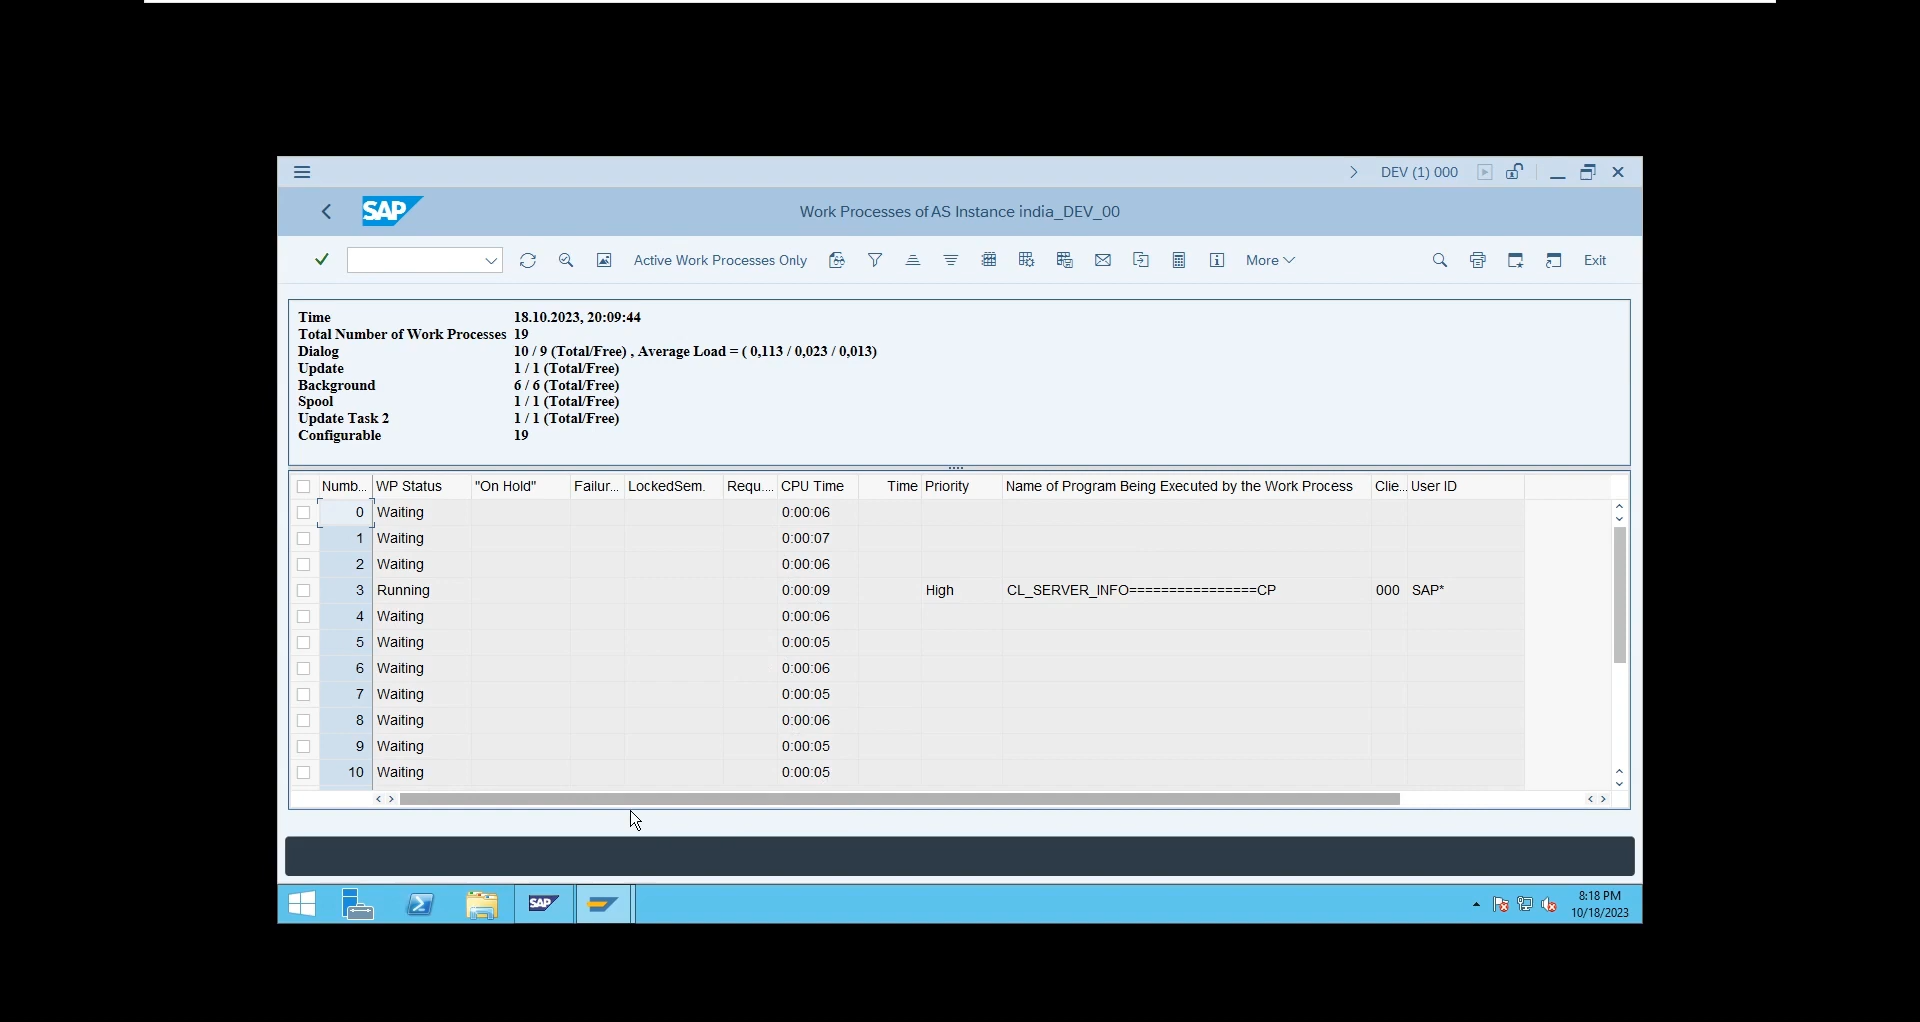 DEV (1) 000
SAP
Work Processes of AS Instance india_DEV_00
Active Work Processes Only
More
Exit
Time 18.10.2023, 20:09:44
Total Number of Work Processes 19
Dialog 10 / 9 (Total/Free) , Average Load = ( 0,113 / 0,023 / 0,013)
Update 1 / 1 (Total/Free)
Background 6 / 6 (Total/Free)
Spool 1 / 1 (Total/Free)
Update Task 2 1 / 1 (Total/Free)
Configurable 19
Numb... WP Status "On Hold" Failur... LockedSem. Requ.... CPU Time Time Priority Name of Program Being Executed by the Work Process Clie... User ID
0 Waiting 0:00:06
1 Waiting 0:00:07
2 Waiting 0:00:06
3 Running 0:00:09 High CL_SERVER_INFO================CP 000 SAP*
4 Waiting 0:00:06
5 Waiting 0:00:05
6 Waiting 0:00:06
7 Waiting 0:00:05
8 Waiting 0:00:06
9 Waiting 0:00:05
10 Waiting 0:00:05
SAP
8:18 PM
10/18/2023